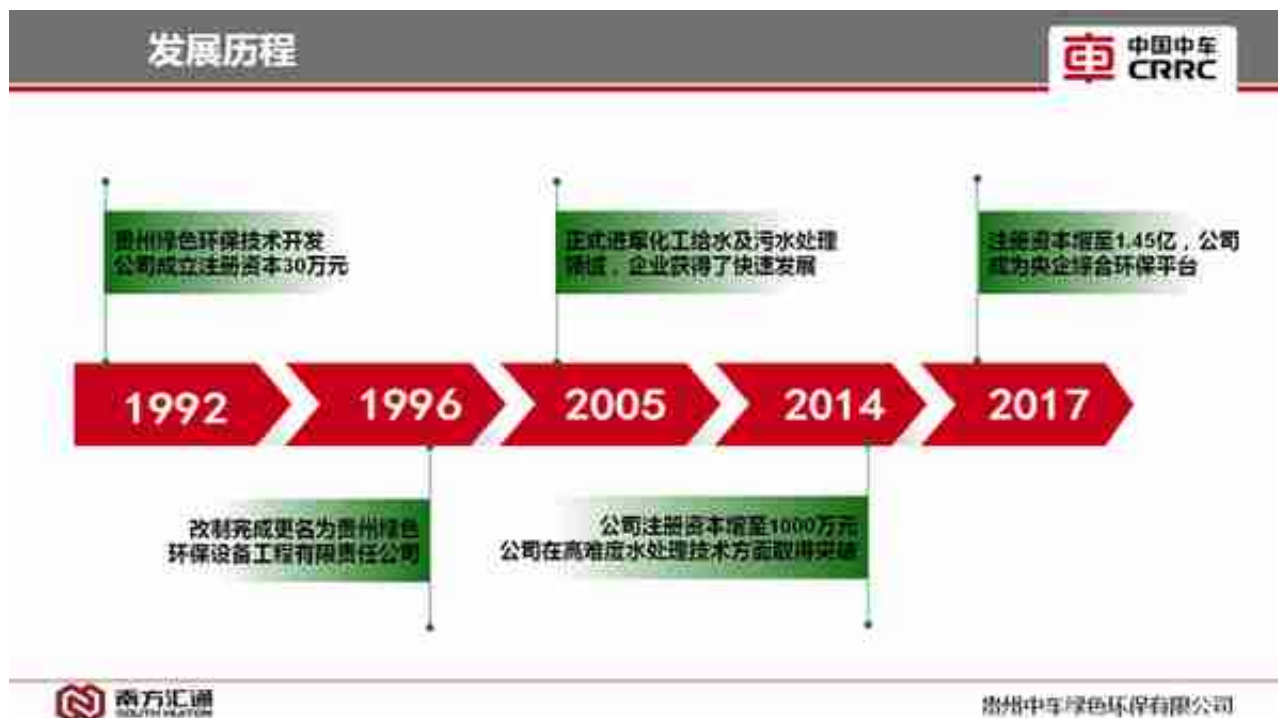 发展历程
中国中车
CRRC
贵州绿色环保技术开发
公司成立注册资本30万元
正式进军化工给水及污水处理
领域，企业获得了快速发展
注册资本增至1.45亿，公司
成为央企综合环保平台
1992
1996
2005
2014
2017
改制完成更名为贵州绿色
环保设备工程有限责任公司
公司注册资本增至1000万元
公司在高难度水处理技术方面取得突破
南方汇通
SOUTH HUITON
贵州中车绿色环保有限公司